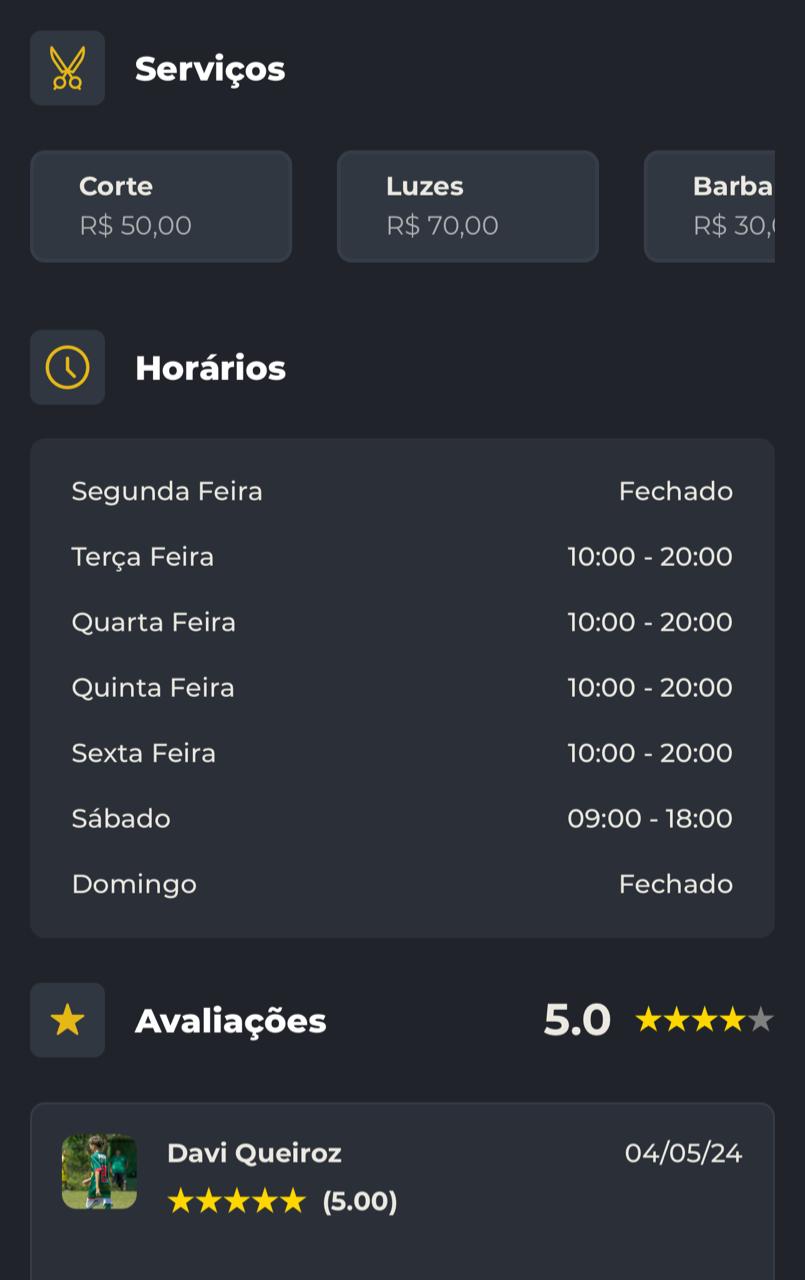 Serviços
Corte
R$ 50,00
Luzes
R$ 70,00
Barba
R$ 30,
Horários
Segunda Feira Fechado
Terça Feira 10:00 - 20:00
Quarta Feira 10:00 - 20:00
Quinta Feira 10:00 - 20:00
Sexta Feira 10:00 - 20:00
Sábado 09:00 - 18:00
Domingo Fechado
Avaliações 5.0
Davi Queiroz 04/05/24
(5.00)